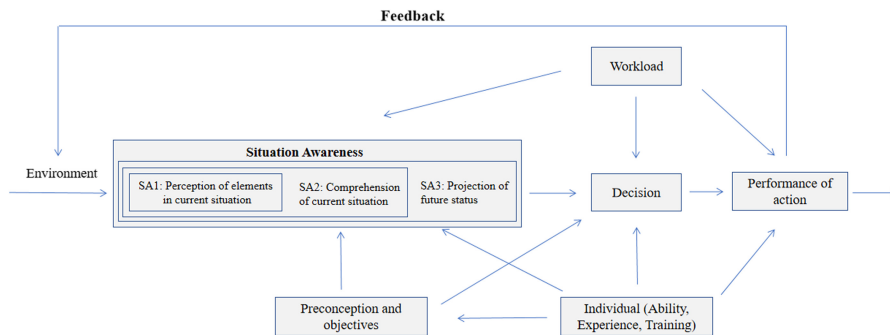 Feedback
Workload
Situation Awareness
Environment
SA1: Perception of elements
in current situation
SA2: Comprehension
of current situation
SA3: Projection of
future status
Decision
Performance of
action
Preconception and
objectives
Individual (Ability,
Experience, Training)